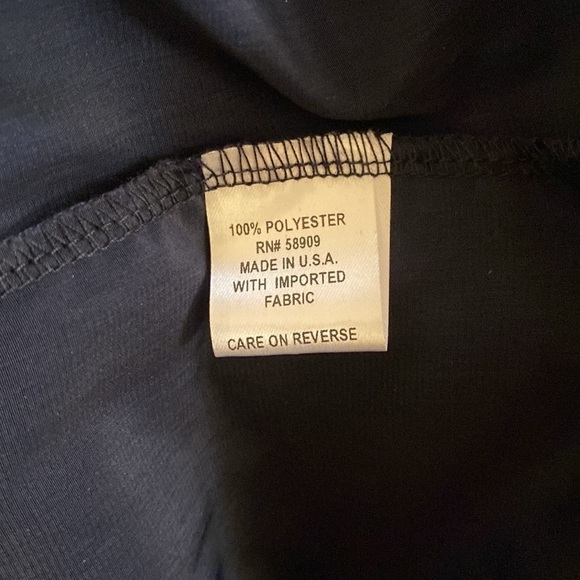 100% POLYESTER
RN# 58909
MADE IN U.S.A.
WITH IMPORTED
FABRIC
CARE ON REVERSE